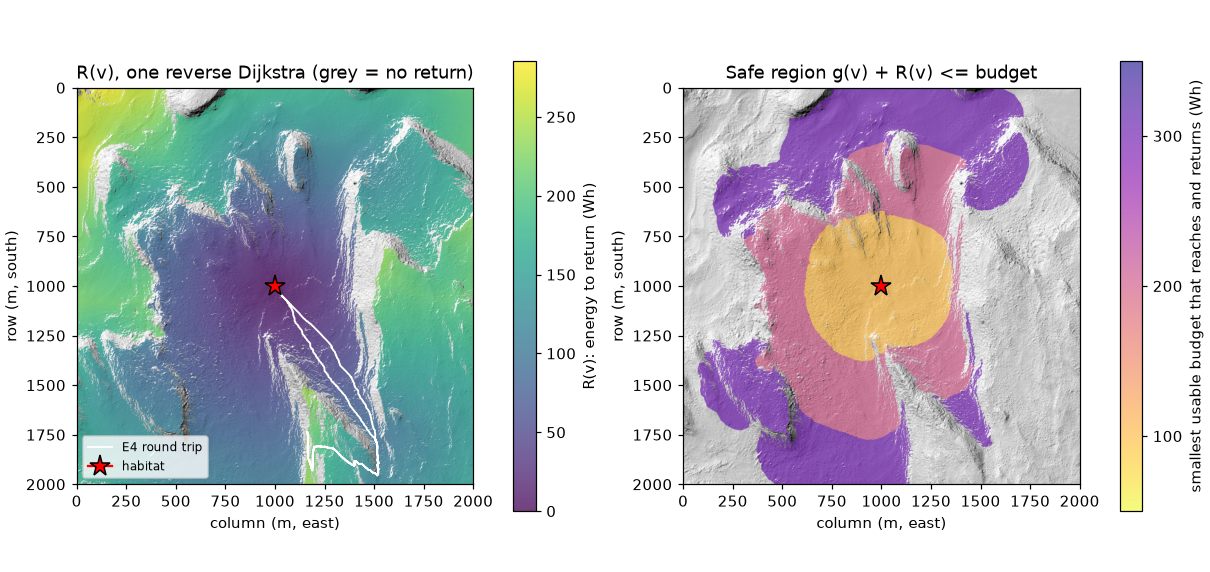 R(v), one reverse Dijkstra (grey = no return)
0
250
500
750
1000
1250
1500
1750
2000
row (m, south)
E4 round trip
habitat
0 250 500 750 1000 1250 1500 1750 2000
column (m, east)
250
200
150
100
50
0
R(v): energy to return (Wh)
Safe region g(v) + R(v) <= budget
0
250
500
750
1000
1250
1500
1750
2000
row (m, south)
0 250 500 750 1000 1250 1500 1750 2000
column (m, east)
300
200
100
smallest usable budget that reaches and returns (Wh)